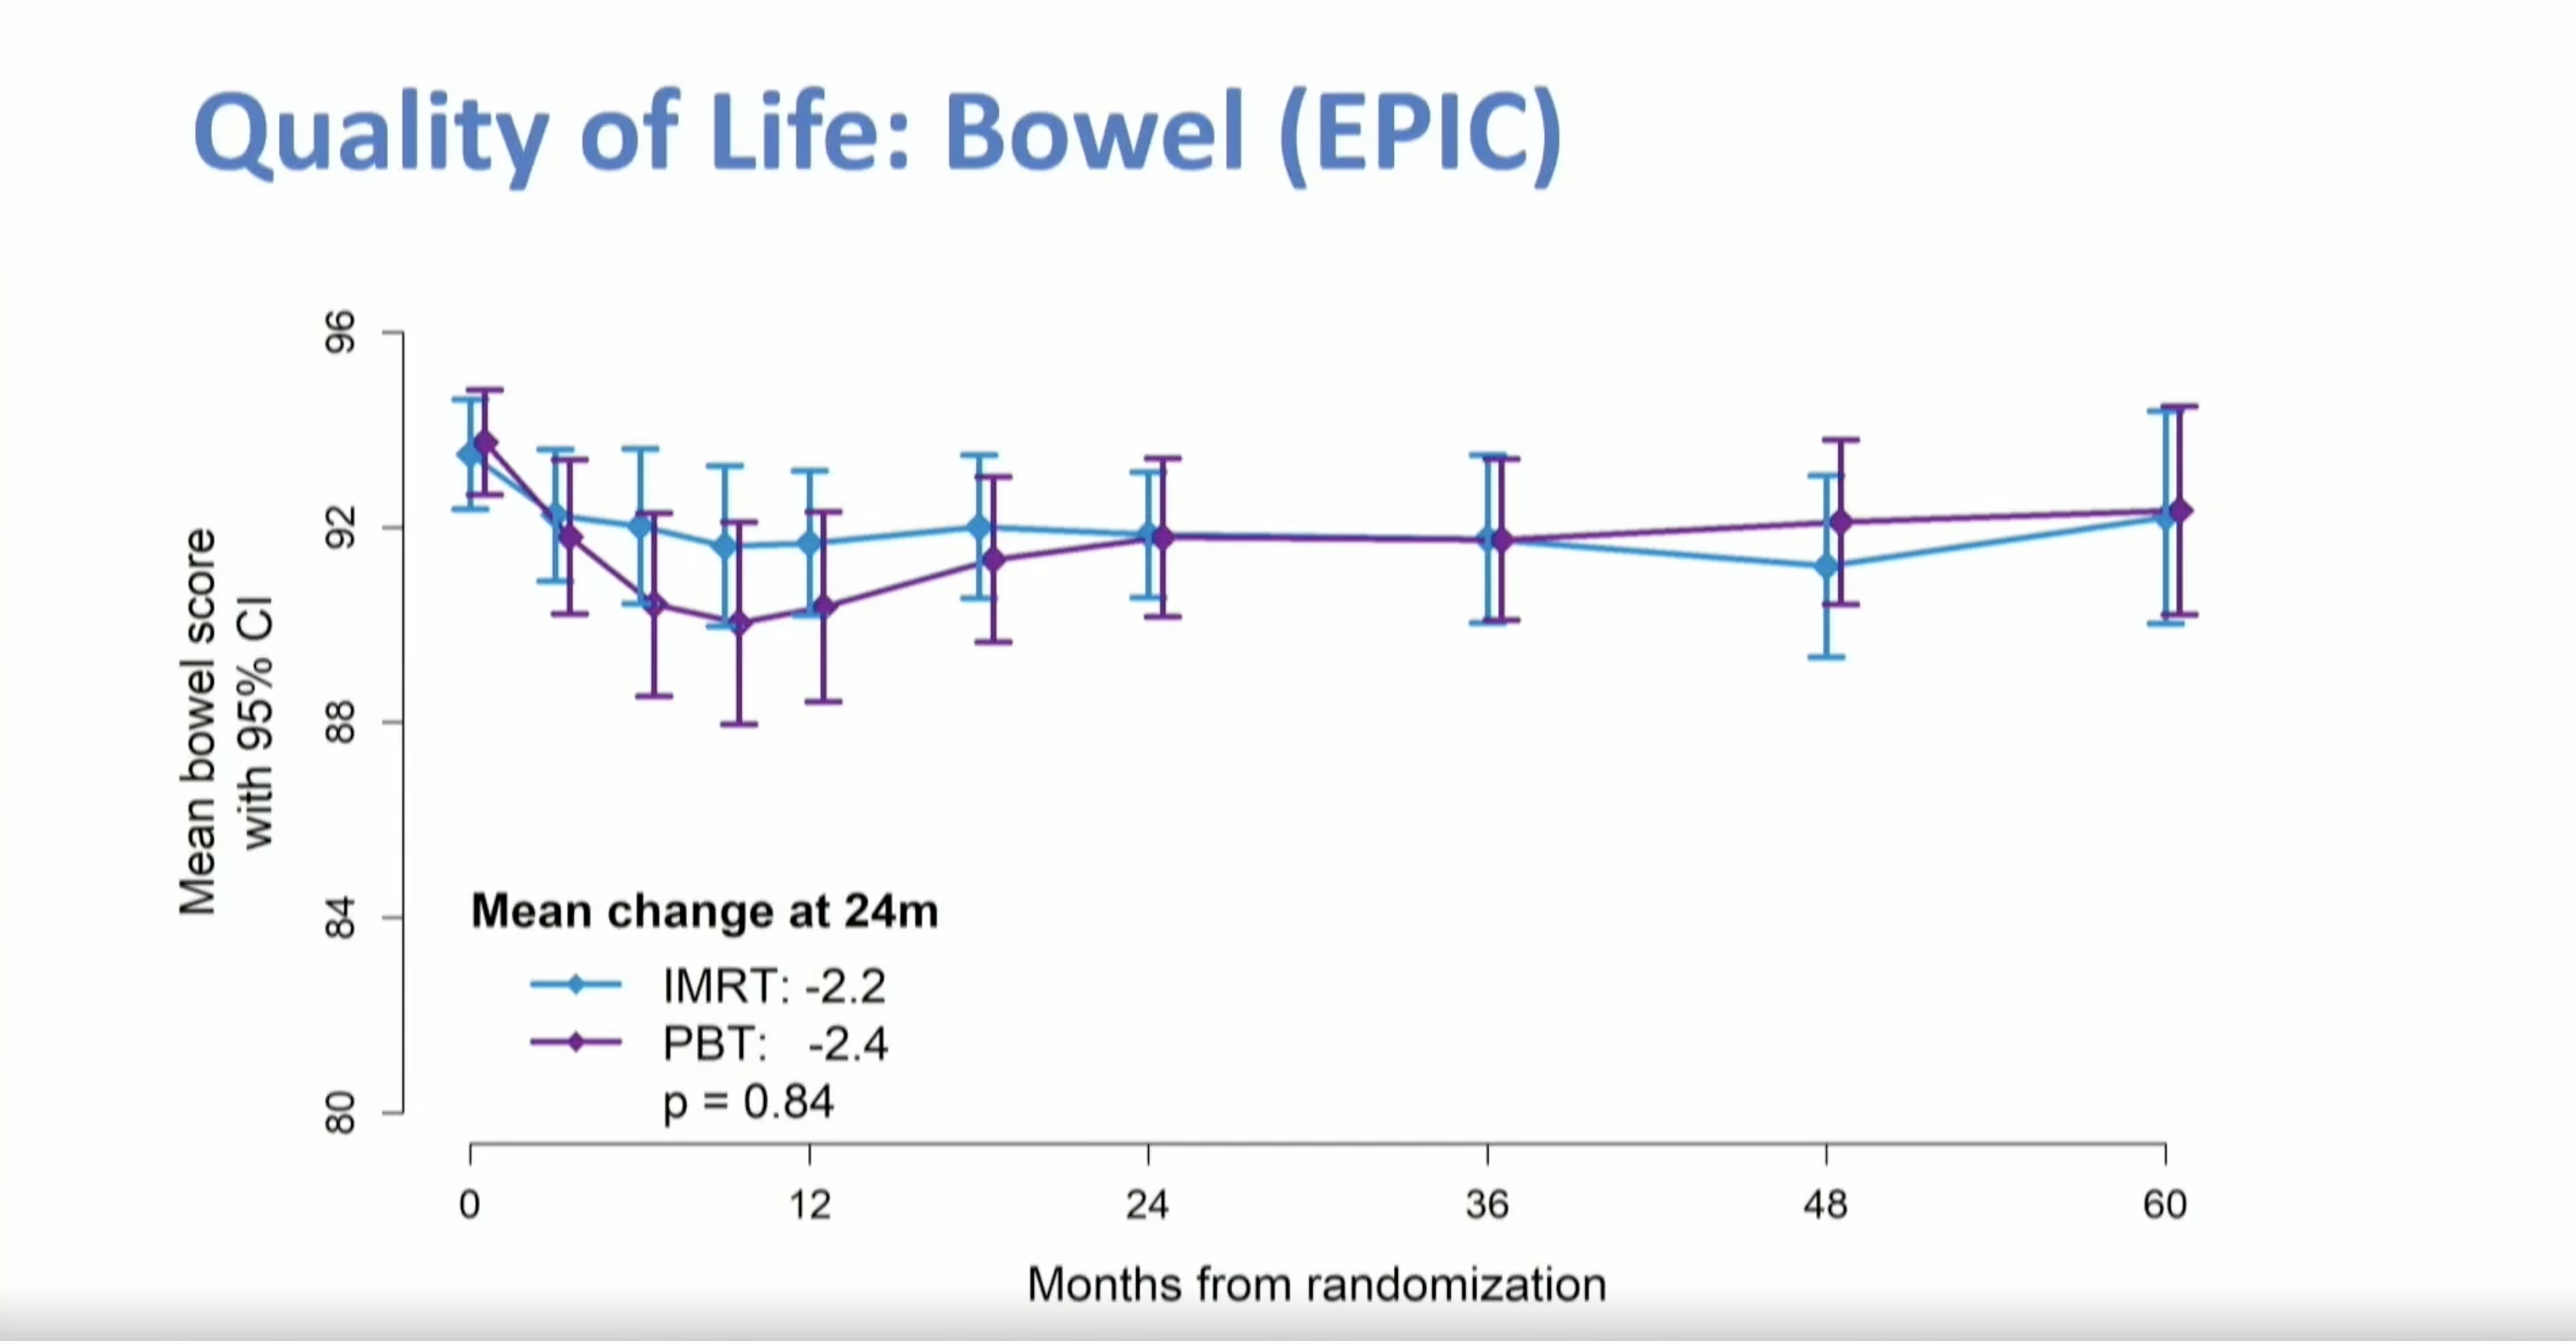 Quality of Life: Bowel (EPIC)
Mean bowel score
with 95% CI
96
92
88
84
80
Mean change at 24m
IMRT: -2.2
PBT: -2.4
p = 0.84
0 12 24 36 48 60
Months from randomization